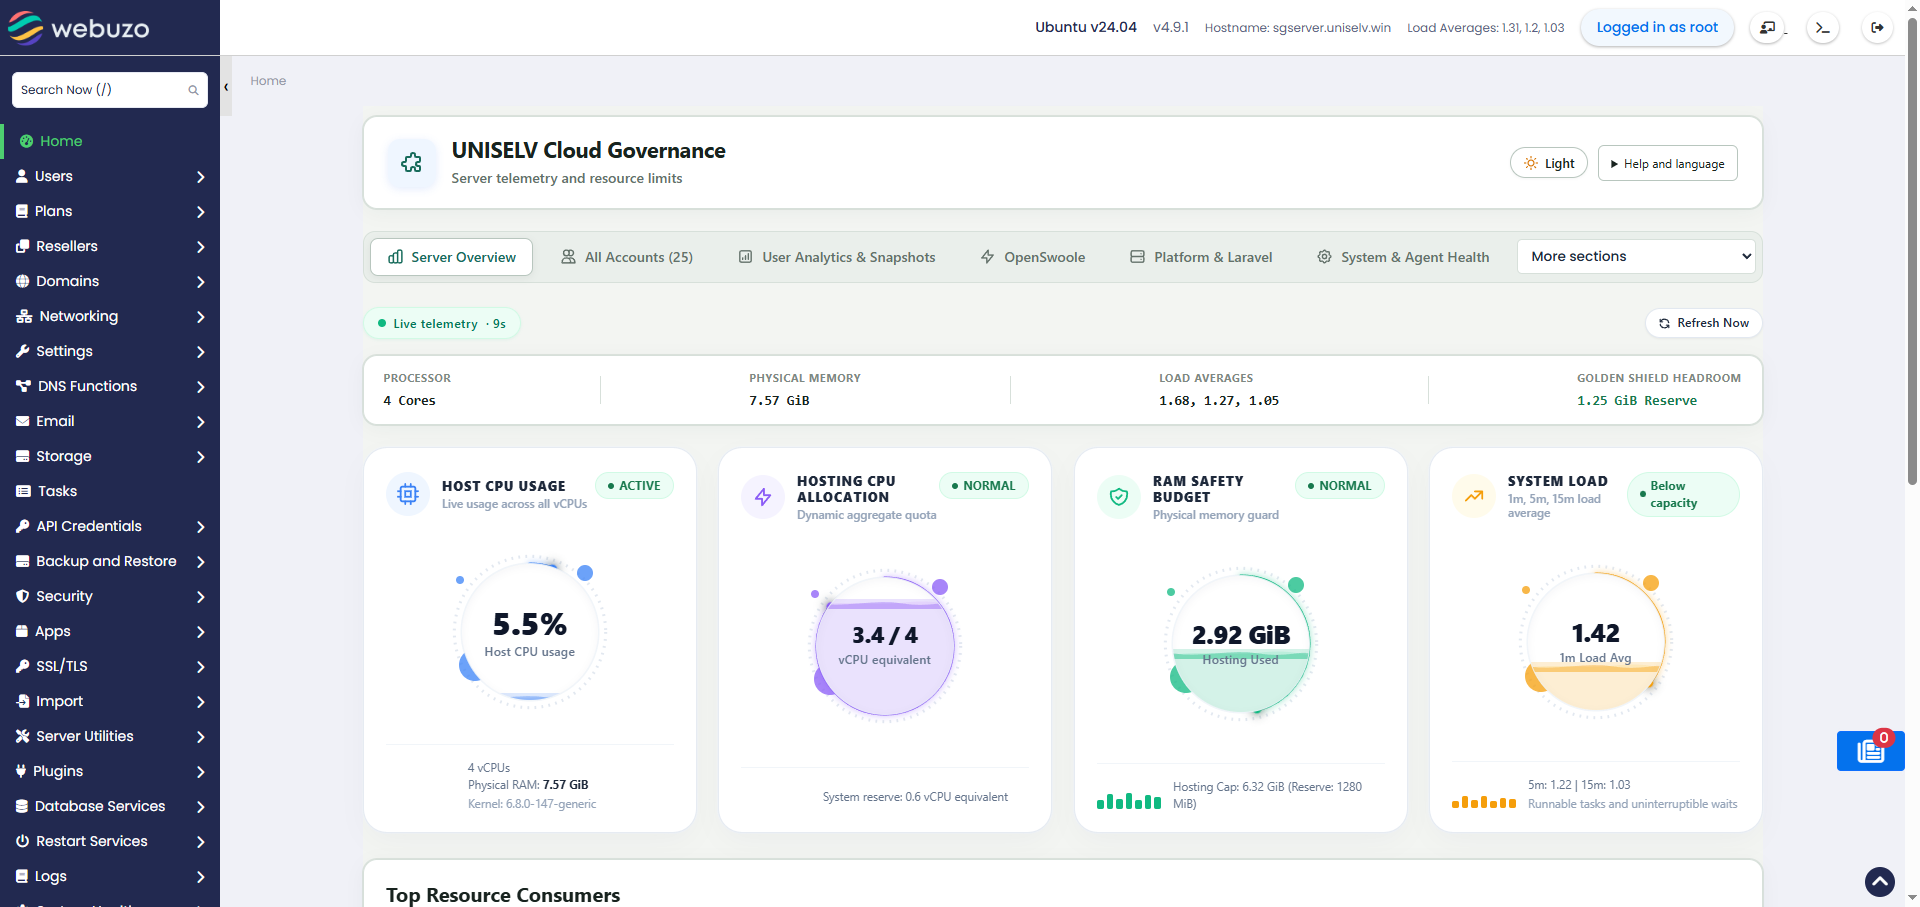 webuzo
Ubuntu v24.04
v4.9.1
Hostname: sgserver.uniselv.win
Load Averages: 1.31, 1.2, 1.03
Logged in as root
Search Now (/)
Home
Users
Plans
Resellers
Domains
Networking
Settings
DNS Functions
Email
Storage
Tasks
API Credentials
Backup and Restore
Security
Apps
SSL/TLS
Import
Server Utilities
Plugins
Database Services
Restart Services
Logs
Home
UNISELV Cloud Governance
Server telemetry and resource limits
Light
Help and language
Server Overview
All Accounts (25)
User Analytics & Snapshots
OpenSwoole
Platform & Laravel
System & Agent Health
More sections
Live telemetry · 9s
Refresh Now
PROCESSOR
4 Cores
PHYSICAL MEMORY
7.57 GiB
LOAD AVERAGES
1.68, 1.27, 1.05
GOLDEN SHIELD HEADROOM
1.25 GiB Reserve
HOST CPU USAGE
Live usage across all vCPUs
ACTIVE
5.5%
Host CPU usage
4 vCPUs
Physical RAM: 7.57 GiB
Kernel: 6.8.0-147-generic
HOSTING CPU
ALLOCATION
Dynamic aggregate quota
NORMAL
3.4 / 4
vCPU equivalent
System reserve: 0.6 vCPU equivalent
RAM SAFETY
BUDGET
Physical memory guard
NORMAL
2.92 GiB
Hosting Used
Hosting Cap: 6.32 GiB (Reserve: 1280
MiB)
SYSTEM LOAD
1m, 5m, 15m load
average
Below
capacity
1.42
1m Load Avg
5m: 1.22 | 15m: 1.03
Runnable tasks and uninterruptible waits
0
Top Resource Consumers